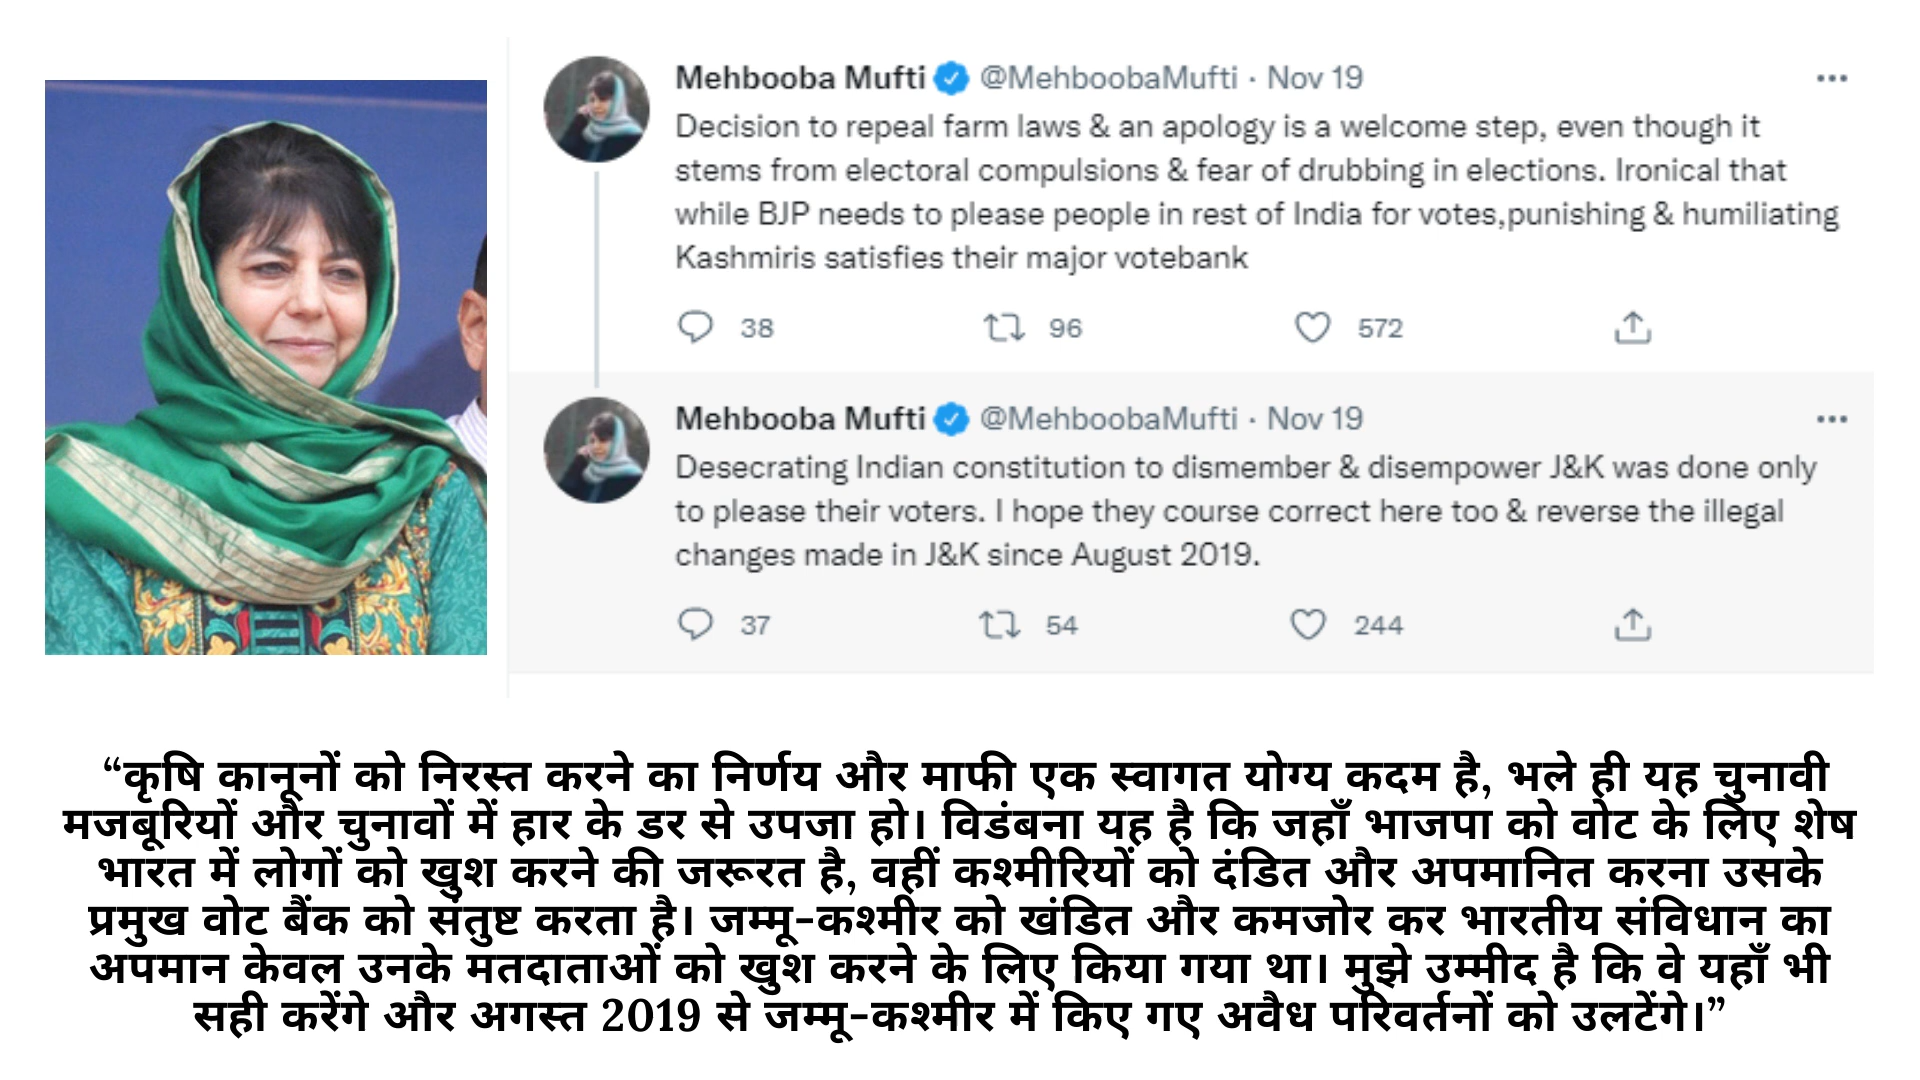 Mehbooba Mufti @MehboobaMufti · Nov 19
Decision to repeal farm laws & an apology is a welcome step, even though it
stems from electoral compulsions & fear of drubbing in elections. Ironical that
while BJP needs to please people in rest of India for votes,punishing & humiliating
Kashmiris satisfies their major votebank
38 96 572
Mehbooba Mufti @MehboobaMufti · Nov 19
Desecrating Indian constitution to dismember & disempower J&K was done only
to please their voters. I hope they course correct here too & reverse the illegal
changes made in J&K since August 2019.
37 54 244
“कृषि कानूनों को निरस्त करने का निर्णय और माफी एक स्वागत योग्य कदम है, भले ही यह चुनावी
मजबूरियों और चुनावों में हार के डर से उपजा हो। विडंबना यह है कि जहाँ भाजपा को वोट के लिए शेष
भारत में लोगों को खुश करने की जरूरत है, वहीं कश्मीरियों को दंडित और अपमानित करना उसके
प्रमुख वोट बैंक को संतुष्ट करता है। जम्मू-कश्मीर को खंडित और कमजोर कर भारतीय संविधान का
अपमान केवल उनके मतदाताओं को खुश करने के लिए किया गया था। मुझे उम्मीद है कि वे यहाँ भी
सही करेंगे और अगस्त 2019 से जम्मू-कश्मीर में किए गए अवैध परिवर्तनों को उलटेंगे।”